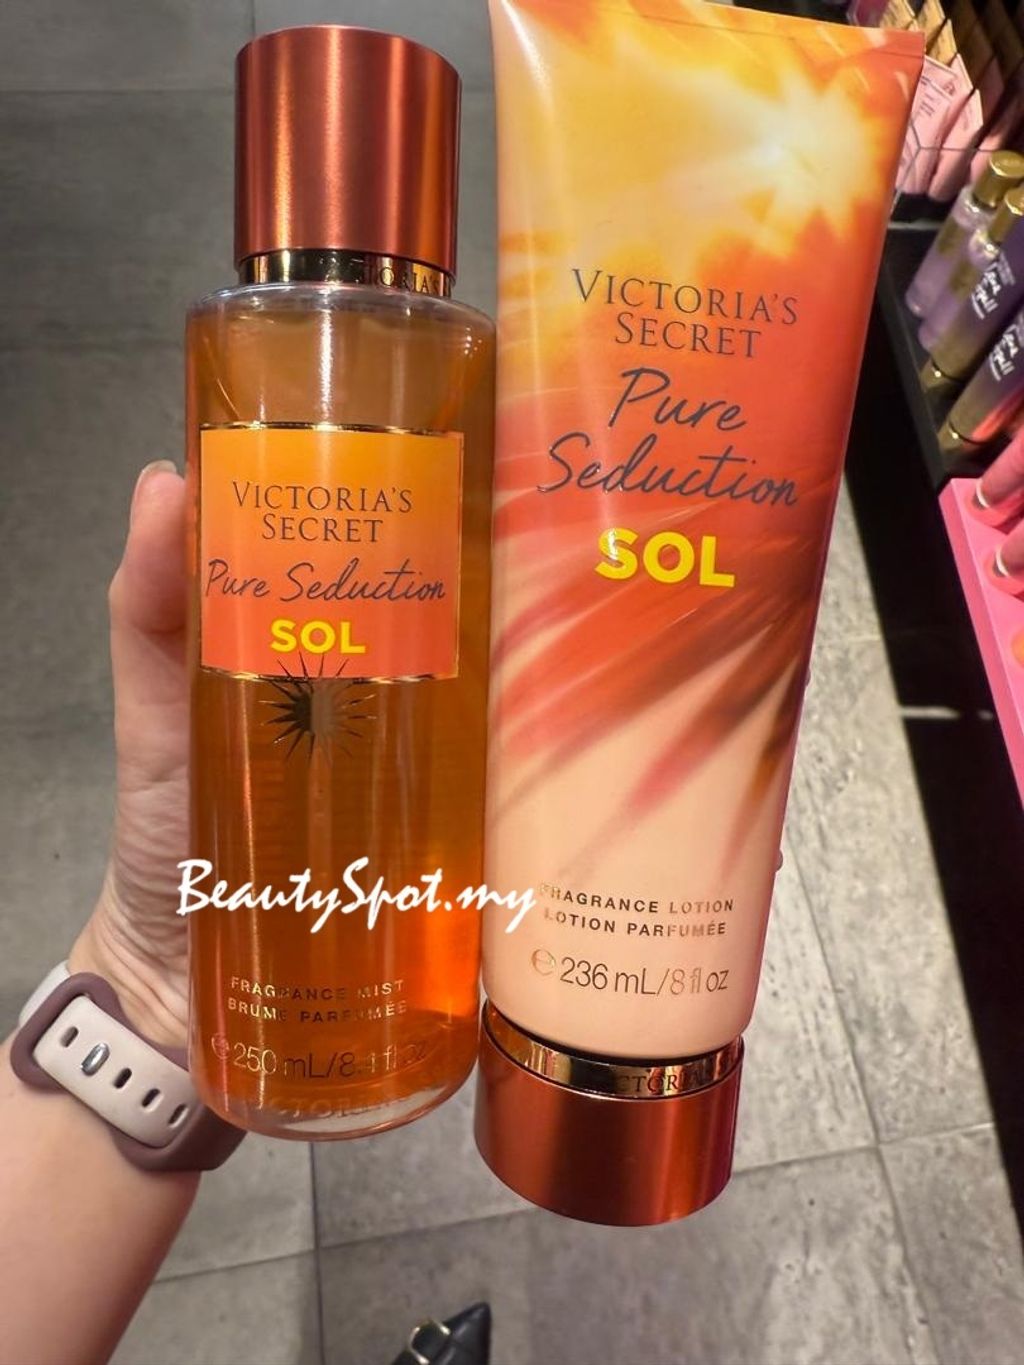 VICTORIA'S
SECRET
Pure Seduction
SOL
FRAGRANCE MIST
BRUME PARFUMÉE
e 250 mL/8.4 fl oz
VICTORIA'S
SECRET
Pure
Seduction
SOL
FRAGRANCE LOTION
LOTION PARFUMÉE
e 236 mL/8 fl oz
BeautySpot.my